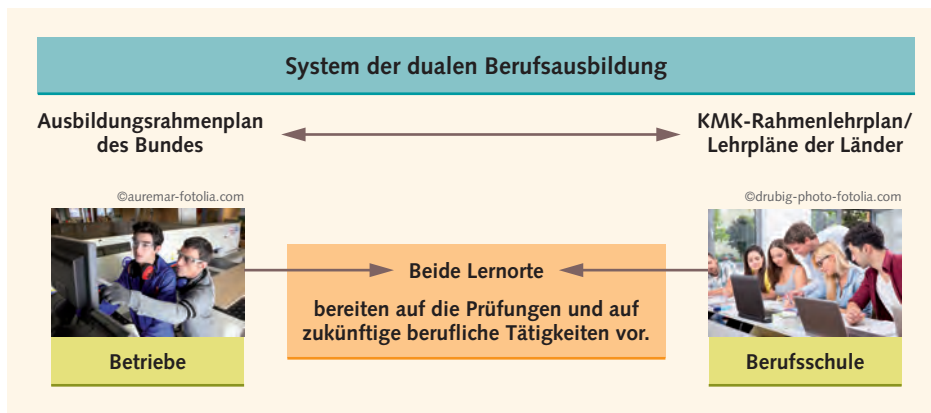 System der dualen Berufsausbildung
Ausbildungsrahmenplan
des Bundes
KMK-Rahmenlehrplan/
Lehrpläne der Länder
©auremar-fotolia.com
©drubig-photo-fotolia.com
Beide Lernorte
bereiten auf die Prüfungen und auf
zukünftige berufliche Tätigkeiten vor.
Betriebe
Berufsschule